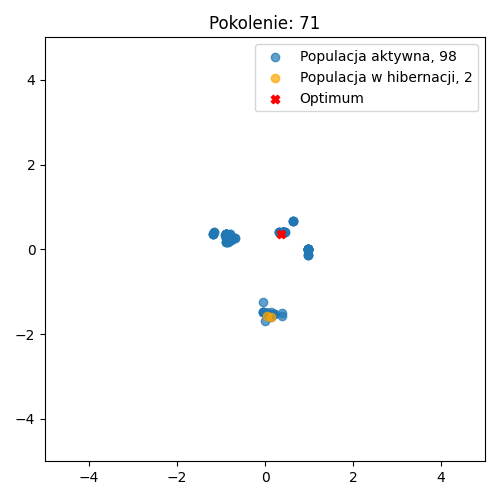 Pokolenie: 71
Populacja aktywna, 98
Populacja w hibernacji, 2
Optimum
4
2
0
−2
−4
−4
−2
0
2
4